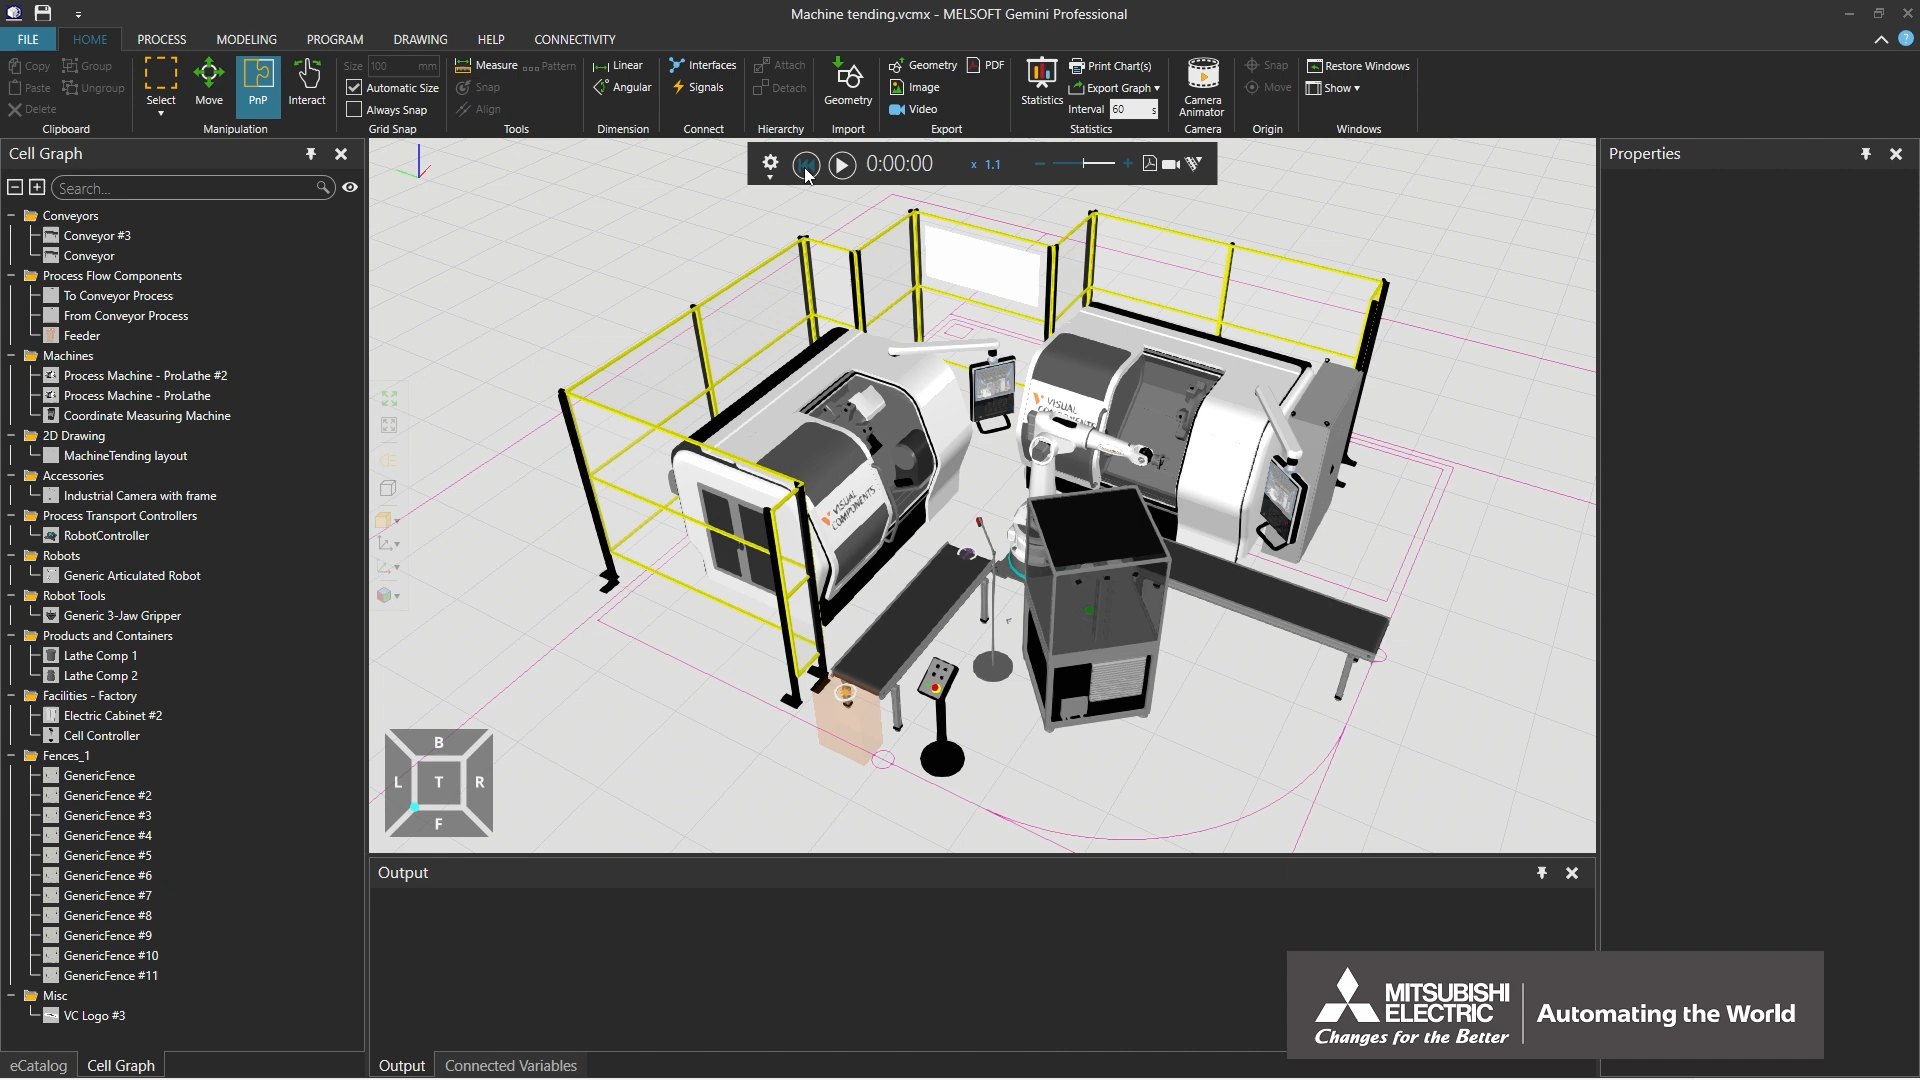 Machine tending.vcmx - MELSOFT Gemini Professional
FILE HOME PROCESS MODELING PROGRAM DRAWING HELP CONNECTIVITY
Copy Group Select Move PnP Interact Size 100 mm Measure Pattern Linear Interfaces Attach Geometry Geometry PDF Statistics Print Chart(s) Camera Animator Snap Restore Windows
Paste Ungroup Automatic Size Snap Angular Signals Detach Image Export Graph Move Show
Delete Always Snap Align Video Interval 60 s
Clipboard Manipulation Grid Snap Tools Dimension Connect Hierarchy Import Export Statistics Camera Origin Windows
Cell Graph
Search...
Conveyors
Conveyor #3
Conveyor
Process Flow Components
To Conveyor Process
From Conveyor Process
Feeder
Machines
Process Machine - ProLathe #2
Process Machine - ProLathe
Coordinate Measuring Machine
2D Drawing
MachineTending layout
Accessories
Industrial Camera with frame
Process Transport Controllers
RobotController
Robots
Generic Articulated Robot
Robot Tools
Generic 3-Jaw Gripper
Products and Containers
Lathe Comp 1
Lathe Comp 2
Facilities - Factory
Electric Cabinet #2
Cell Controller
Fences_1
GenericFence
GenericFence #2
GenericFence #3
GenericFence #4
GenericFence #5
GenericFence #6
GenericFence #7
GenericFence #8
GenericFence #9
GenericFence #10
GenericFence #11
Misc
VC Logo #3
eCatalog Cell Graph
0:00:00 x 1.1
VISUAL
COMPONENTS
VISUAL
COMPONENTS
B
L T R
F
Properties
Output
Output Connected Variables
MITSUBISHI
ELECTRIC
Changes for the Better
Automating the World